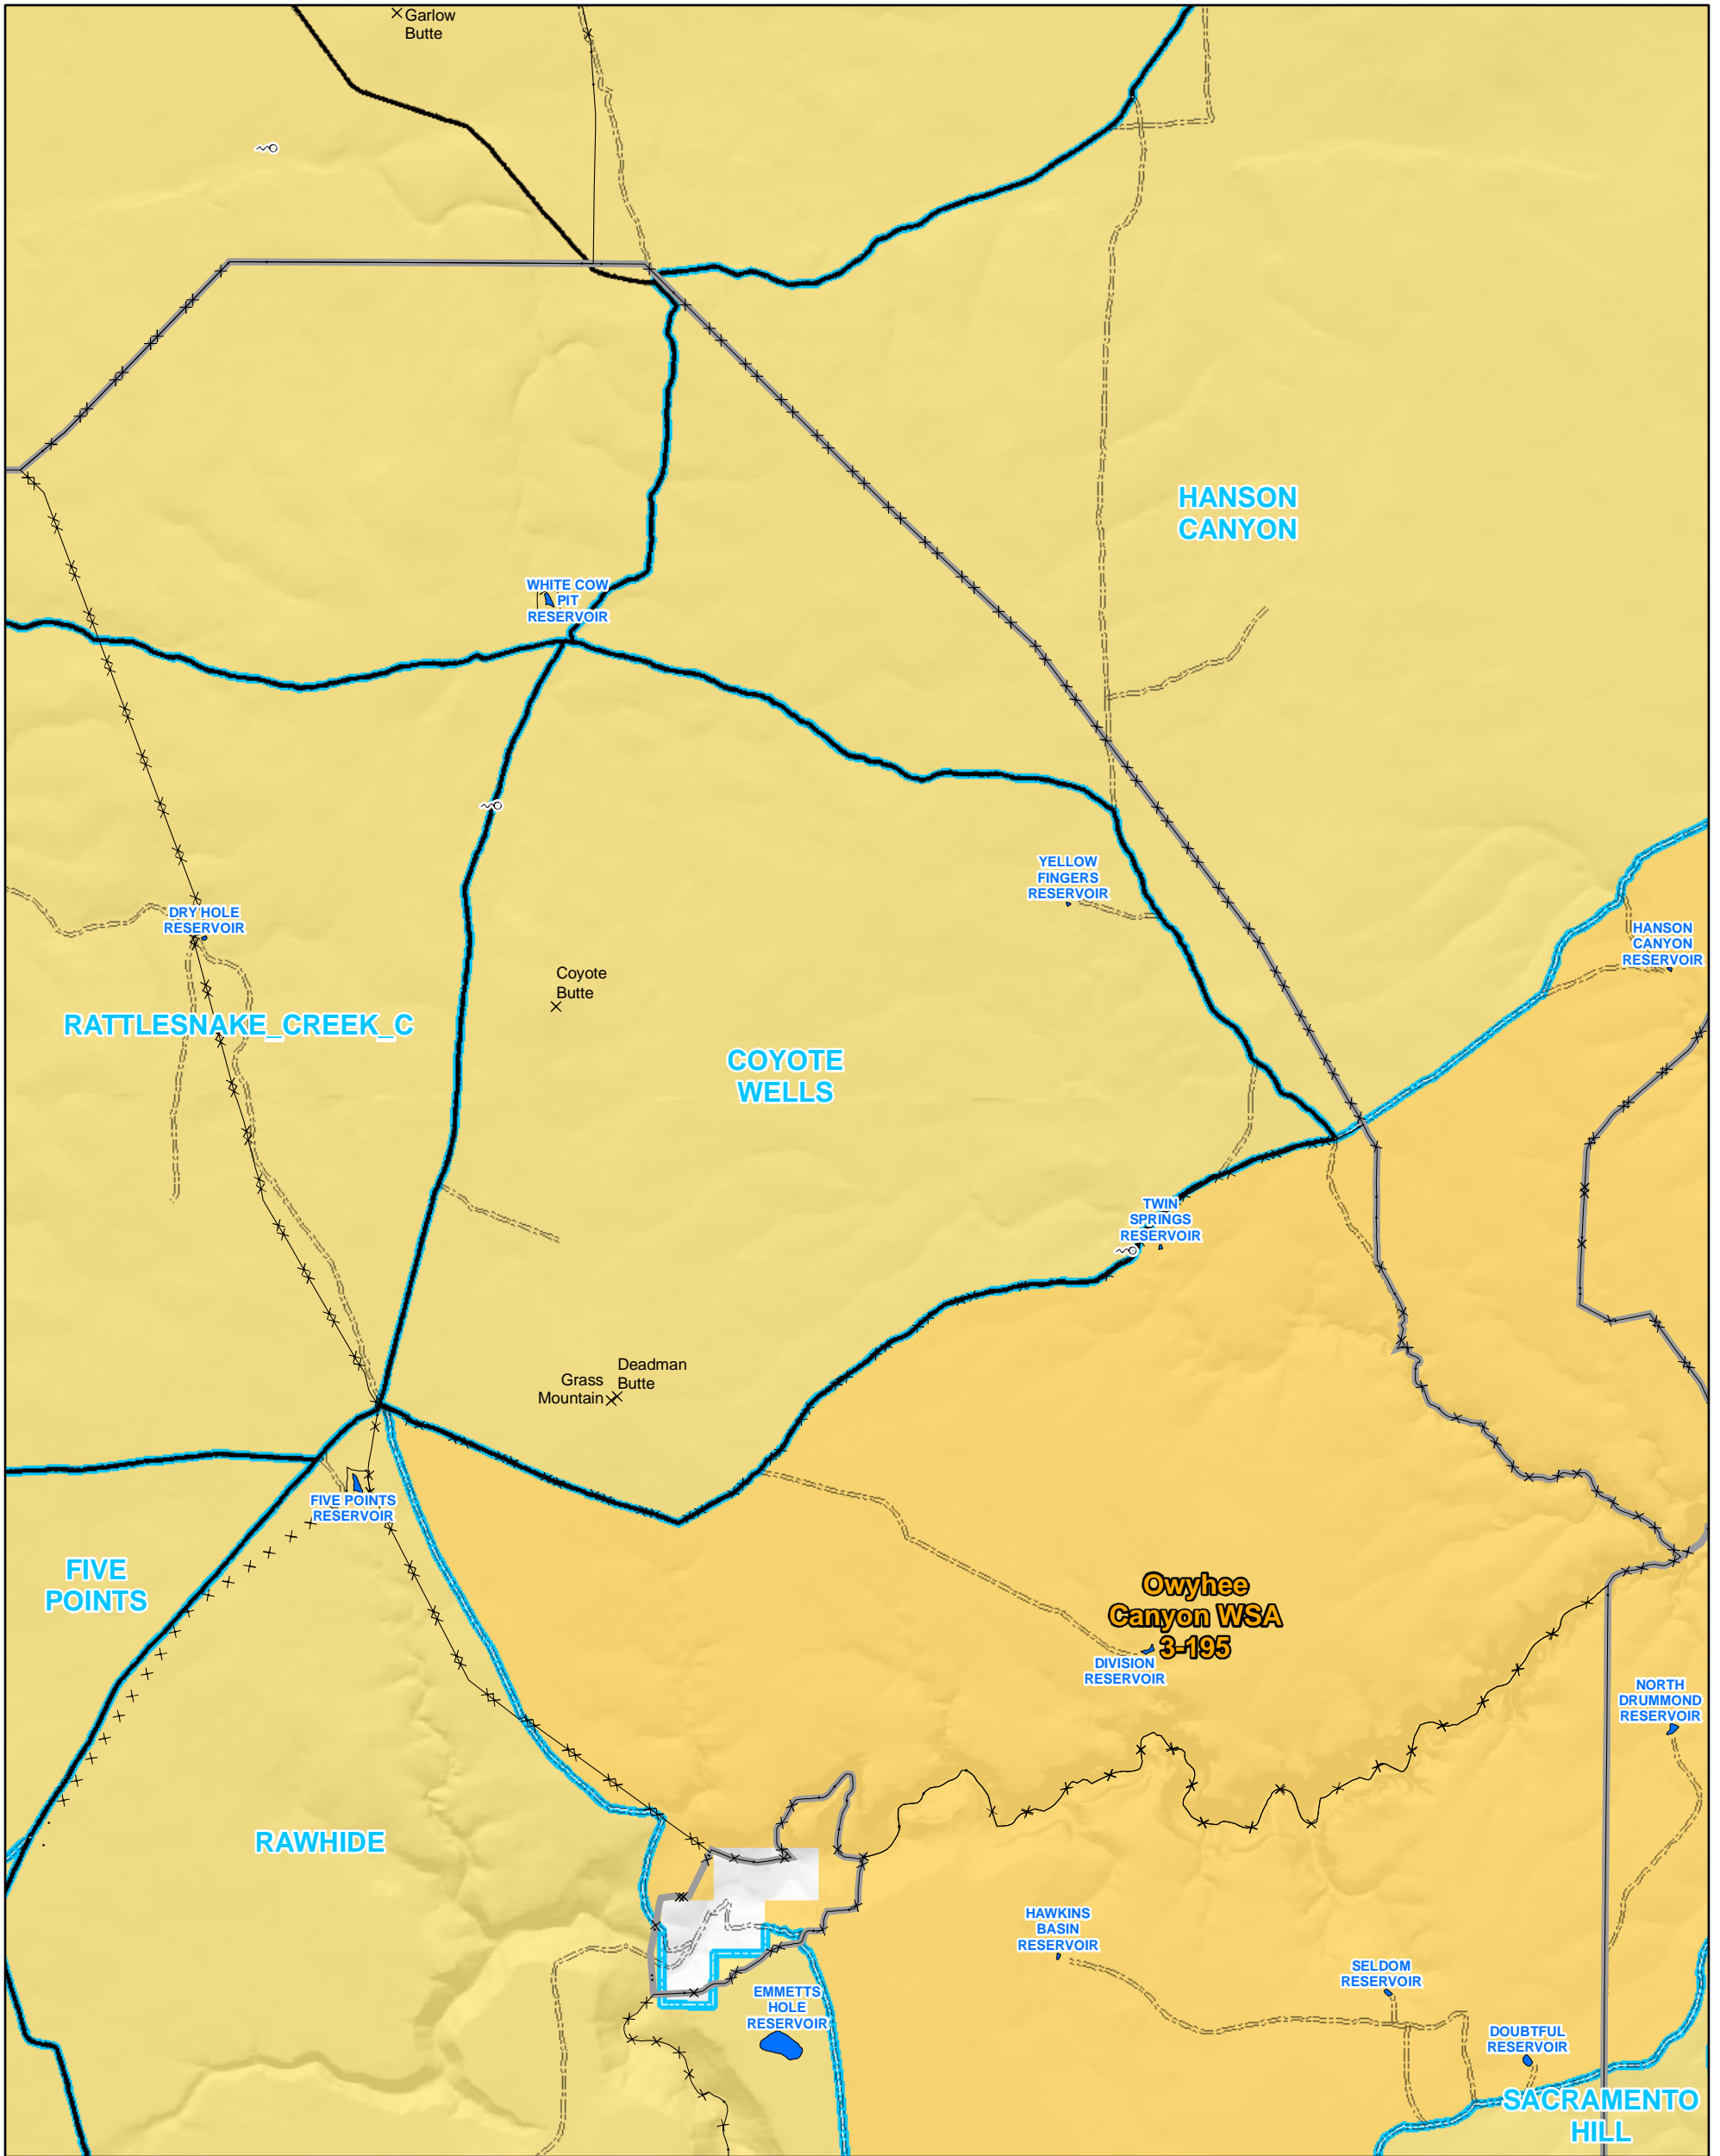 Garlow
Butte
HANSON
CANYON
WHITE COW
PIT
RESERVOIR
YELLOW
FINGERS
RESERVOIR
DRY HOLE
RESERVOIR
HANSON
CANYON
RESERVOIR
Coyote
Butte
RATTLESNAKE_CREEK_C
COYOTE
WELLS
TWIN
SPRINGS
RESERVOIR
Deadman
Butte
Grass
Mountain
FIVE POINTS
RESERVOIR
FIVE
POINTS
Owyhee
Canyon WSA
3-195
DIVISION
RESERVOIR
NORTH
DRUMMOND
RESERVOIR
RAWHIDE
HAWKINS
BASIN
RESERVOIR
SELDOM
RESERVOIR
EMMETTS
HOLE
RESERVOIR
DOUBTFUL
RESERVOIR
SACRAMENTO
HILL